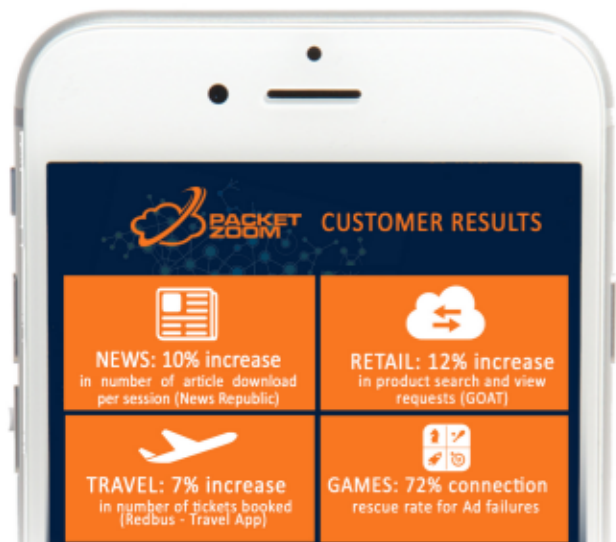 PACKET
ZOOM
CUSTOMER RESULTS
NEWS: 10% increase
in number of article download
per session (News Republic)
RETAIL: 12% increase
in product search and view
requests (GOAT)
TRAVEL: 7% increase
in number of tickets booked
(Redbus - Travel App)
GAMES: 72% connection
rescue rate for Ad failures